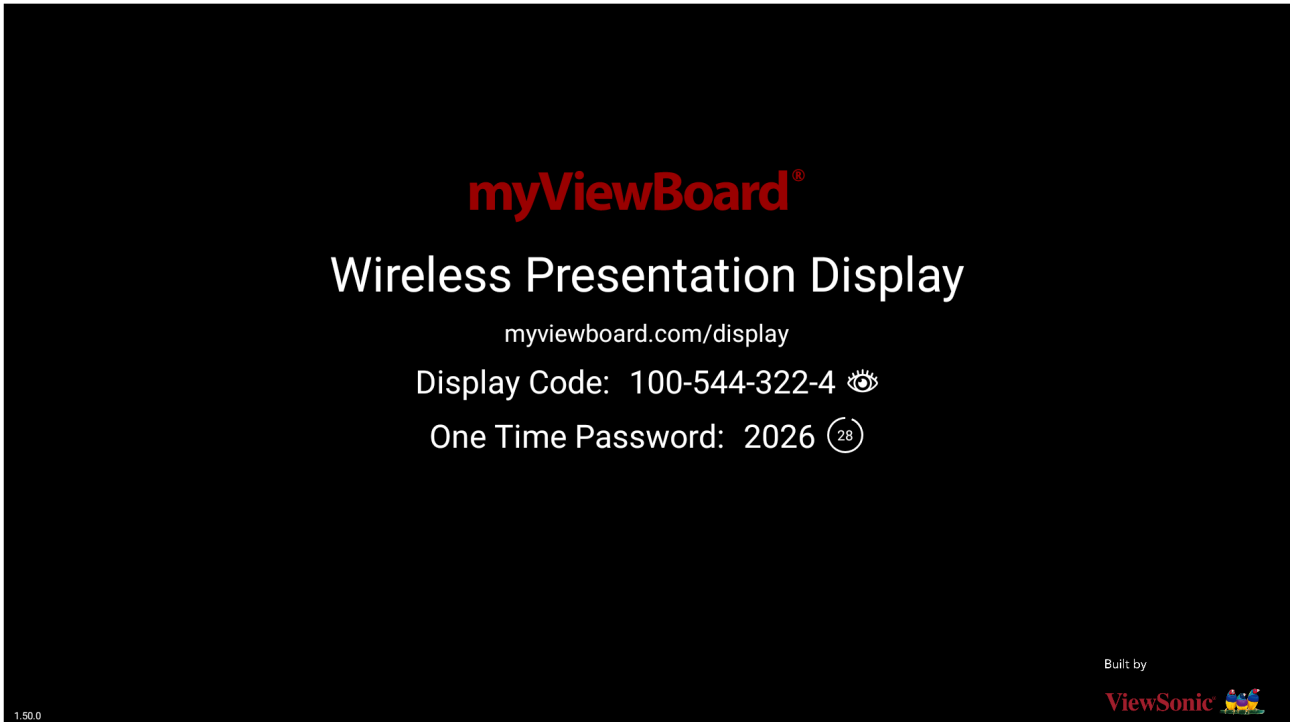 myViewBoard®
Wireless Presentation Display
myviewboard.com/display
Display Code: 100-544-322-4
One Time Password: 2026 28
Built by
ViewSonic®
1.50.0